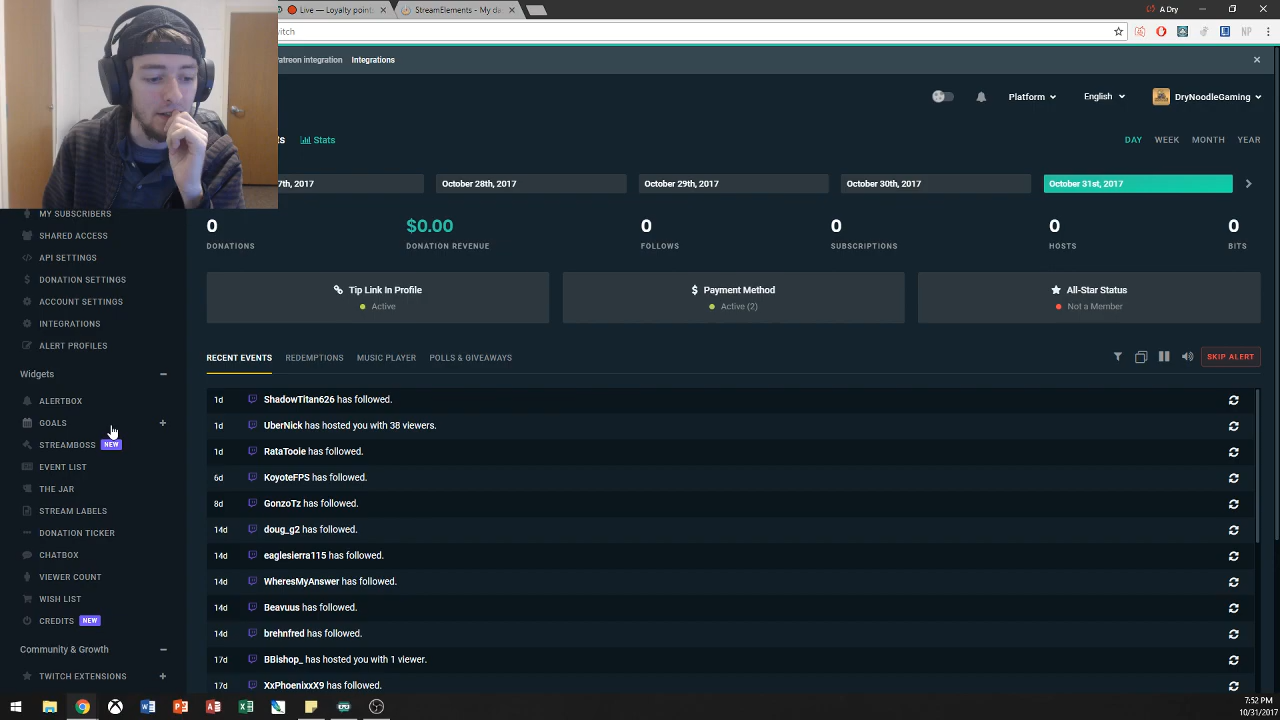 Live — Loyalty point
StreamElements - My da
A Dry
itch
Patreon integration
Integrations
Platform
English
DryNoodleGaming
Stats
DAY
WEEK
MONTH
YEAR
7th, 2017
October 28th, 2017
October 29th, 2017
October 30th, 2017
October 31st, 2017
0
$0.00
0
0
0
0
DONATIONS
DONATION REVENUE
FOLLOWS
SUBSCRIPTIONS
HOSTS
BITS
Tip Link In Profile
Active
Payment Method
Active (2)
All-Star Status
Not a Member
MY SUBSCRIBERS
SHARED ACCESS
API SETTINGS
DONATION SETTINGS
ACCOUNT SETTINGS
INTEGRATIONS
ALERT PROFILES
Widgets
ALERTBOX
GOALS
STREAMBOSS NEW
EVENT LIST
THE JAR
STREAM LABELS
DONATION TICKER
CHATBOX
VIEWER COUNT
WISH LIST
CREDITS NEW
Community & Growth
TWITCH EXTENSIONS
RECENT EVENTS
REDEMPTIONS
MUSIC PLAYER
POLLS & GIVEAWAYS
SKIP ALERT
1d ShadowTitan626 has followed.
1d UberNick has hosted you with 38 viewers.
1d RataTooie has followed.
6d KoyoteFPS has followed.
8d GonzoTz has followed.
14d doug_g2 has followed.
14d eaglesierra115 has followed.
14d WheresMyAnswer has followed.
14d Beavuus has followed.
14d brehnfred has followed.
17d BBishop_ has hosted you with 1 viewer.
17d XxPhoenixxX9 has followed.
7:52 PM
10/31/2017